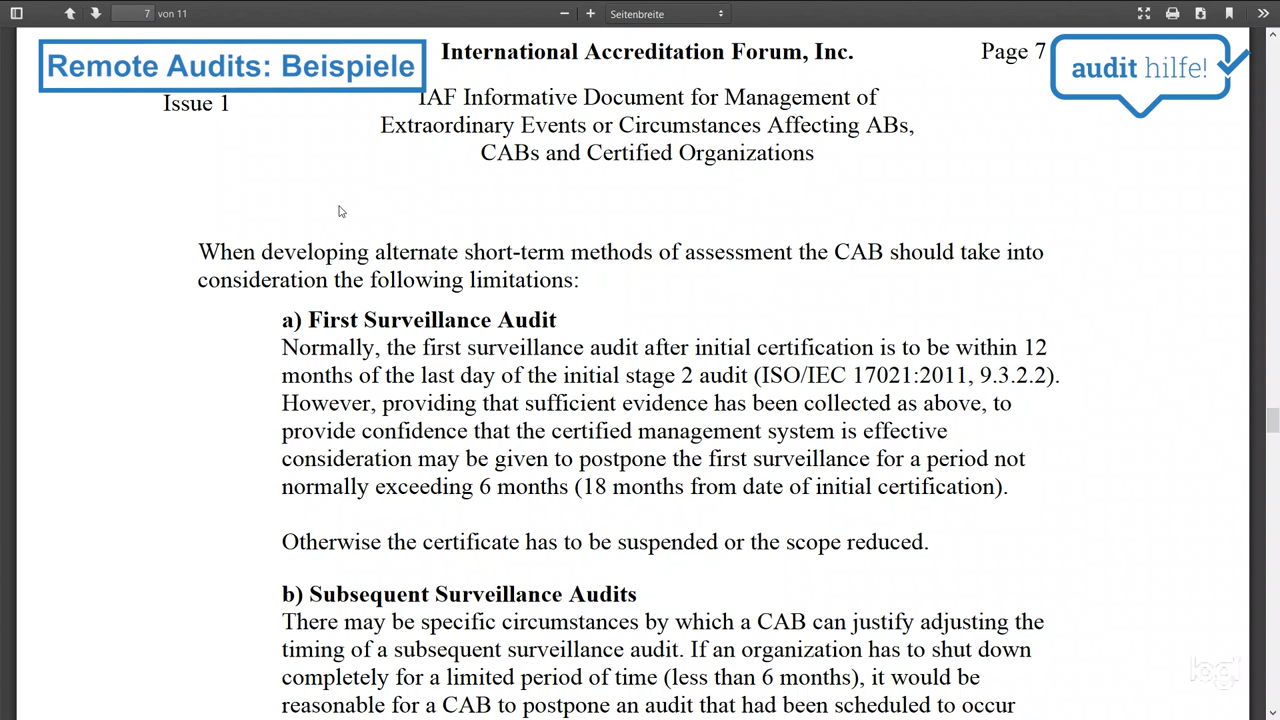 7 von 11
Seitenbreite
Remote Audits: Beispiele
International Accreditation Forum, Inc.
Page 7
audit hilfe!
Issue 1
IAF Informative Document for Management of
Extraordinary Events or Circumstances Affecting ABs,
CABs and Certified Organizations
When developing alternate short-term methods of assessment the CAB should take into
consideration the following limitations:
a) First Surveillance Audit
Normally, the first surveillance audit after initial certification is to be within 12
months of the last day of the initial stage 2 audit (ISO/IEC 17021:2011, 9.3.2.2).
However, providing that sufficient evidence has been collected as above, to
provide confidence that the certified management system is effective
consideration may be given to postpone the first surveillance for a period not
normally exceeding 6 months (18 months from date of initial certification).
Otherwise the certificate has to be suspended or the scope reduced.
b) Subsequent Surveillance Audits
There may be specific circumstances by which a CAB can justify adjusting the
timing of a subsequent surveillance audit. If an organization has to shut down
completely for a limited period of time (less than 6 months), it would be
reasonable for a CAB to postpone an audit that had been scheduled to occur
logi